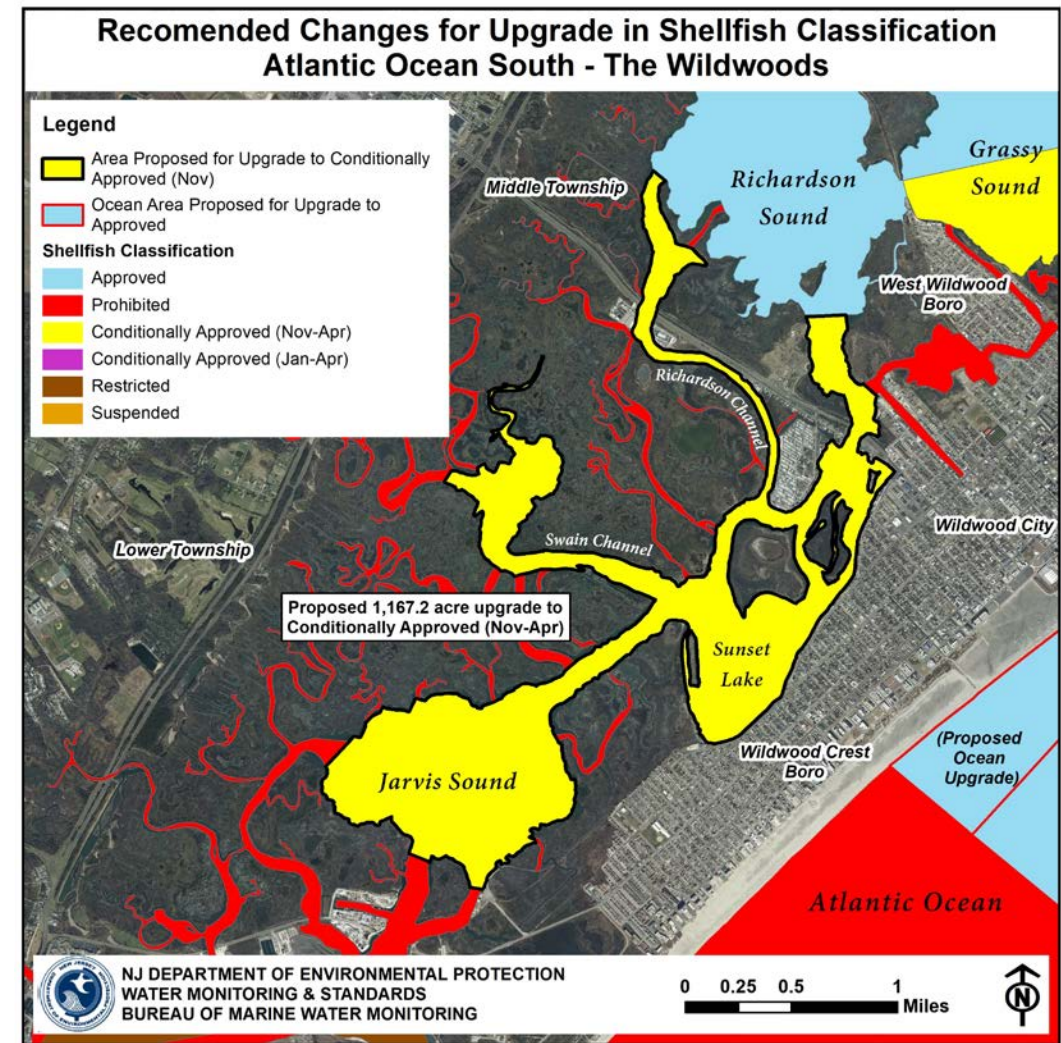 Recomended Changes for Upgrade in Shellfish Classification
Atlantic Ocean South - The Wildwoods
Legend
Area Proposed for Upgrade to Conditionally
Approved (Nov)
Ocean Area Proposed for Upgrade to
Approved
Shellfish Classification
Approved
Prohibited
Conditionally Approved (Nov-Apr)
Conditionally Approved (Jan-Apr)
Restricted
Suspended
Middle Township
Richardson
Sound
Grassy
Sound
West Wildwood
Boro
Richardson Channel
Wildwood City
Lower Township
Swain Channel
Proposed 1,167.2 acre upgrade to
Conditionally Approved (Nov-Apr)
Sunset
Lake
Wildwood Crest
Boro
(Proposed
Ocean
Upgrade)
Jarvis Sound
Atlantic Ocean
NJ DEPARTMENT OF ENVIRONMENTAL PROTECTION
WATER MONITORING & STANDARDS
BUREAU OF MARINE WATER MONITORING
0 0.25 0.5 1
Miles
N